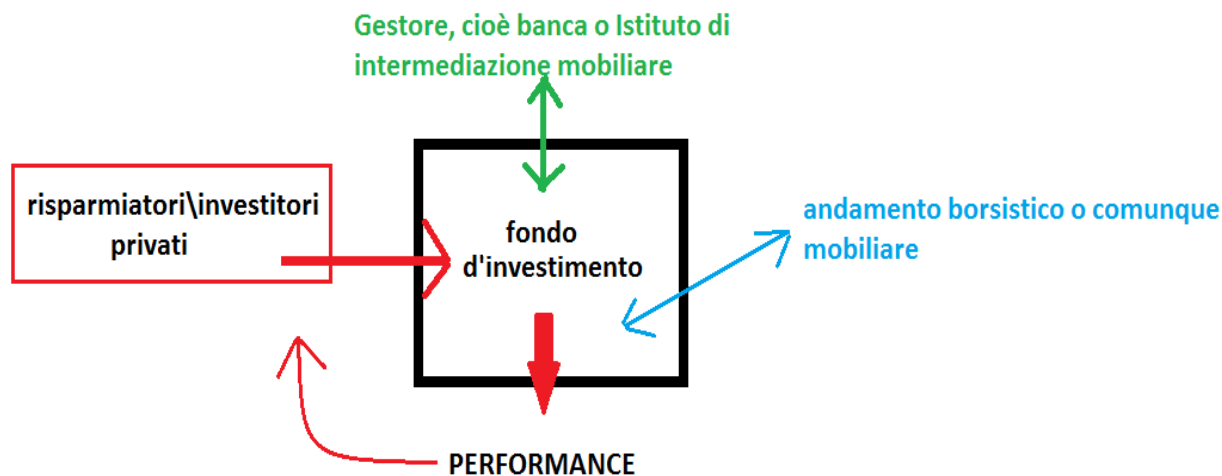 Gestore, cioè banca o Istituto di
intermediazione mobiliare
risparmiatori\investitori
privati
fondo
d'investimento
andamento borsistico o comunque
mobiliare
PERFORMANCE